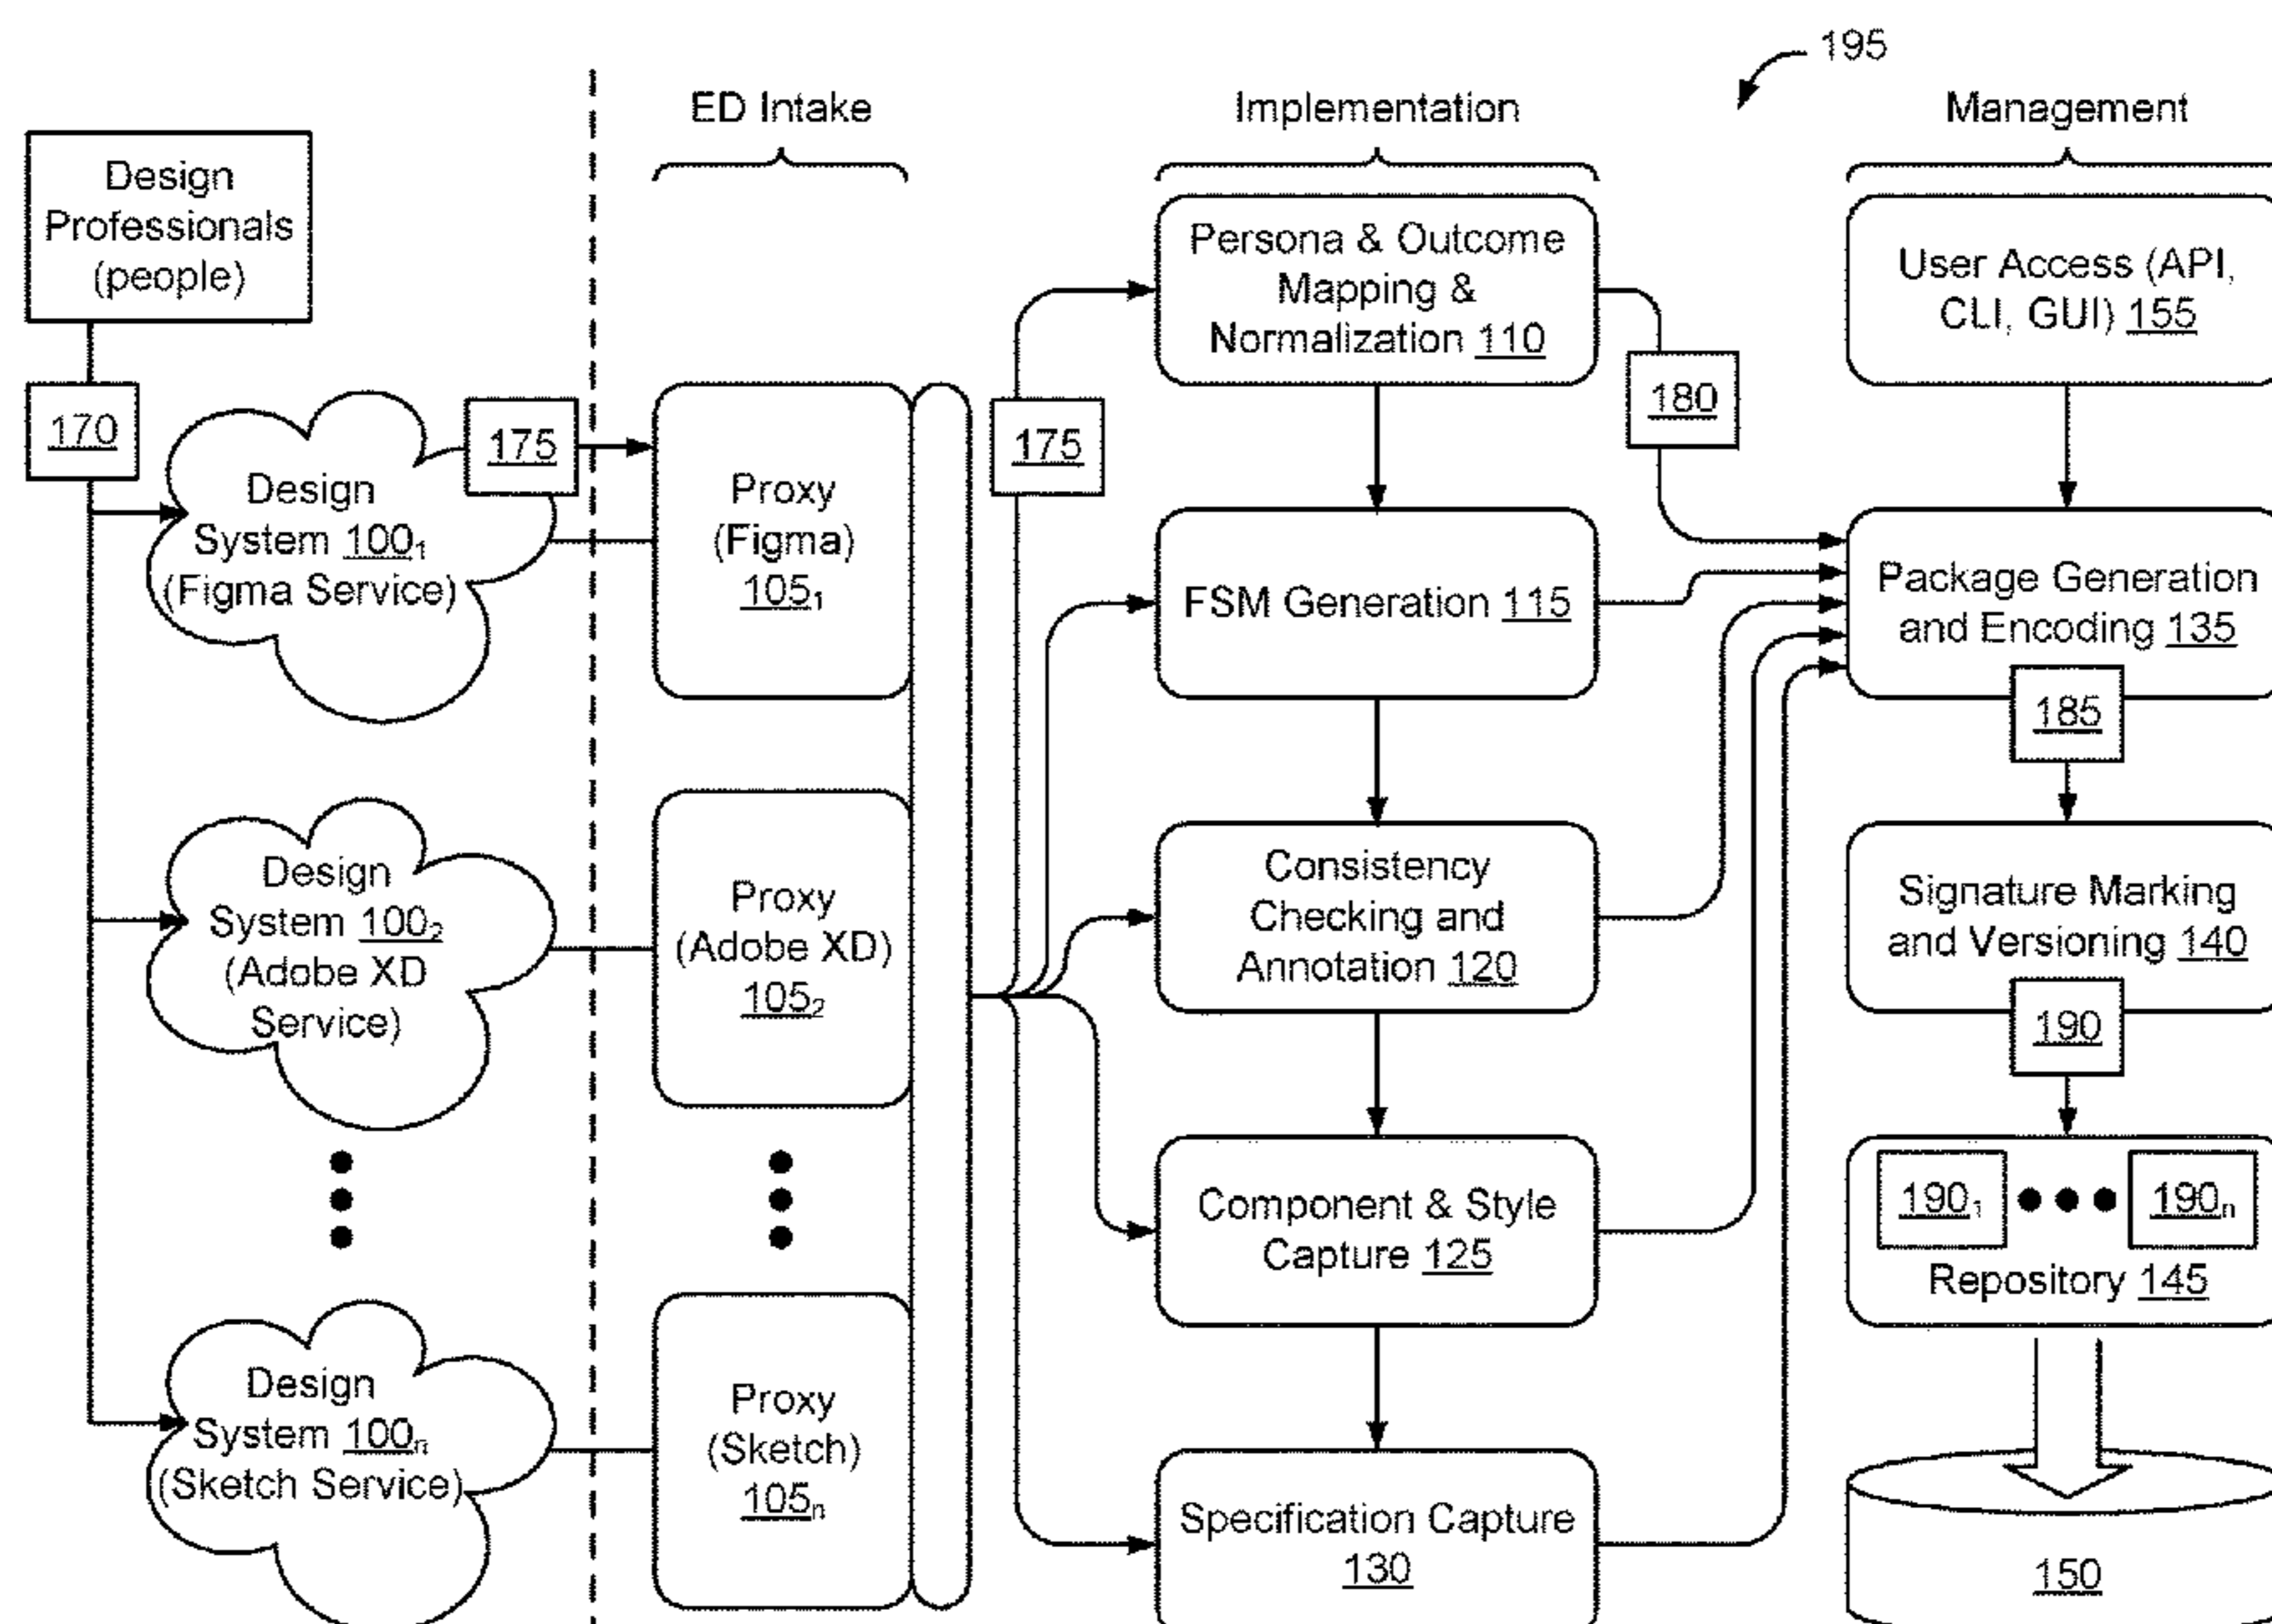 195
ED Intake
Implementation
Management
Design
Professionals
(people)
170
Design
System 100₁
(Figma Service)
175
Design
System 100₂
(Adobe XD
Service)
Design
System 100ₙ
(Sketch Service)
Proxy
(Figma)
105₁
Proxy
(Adobe XD)
105₂
Proxy
(Sketch)
105ₙ
175
Persona & Outcome
Mapping &
Normalization 110
FSM Generation 115
Consistency
Checking and
Annotation 120
Component & Style
Capture 125
Specification Capture
130
180
User Access (API,
CLI, GUI) 155
Package Generation
and Encoding 135
185
Signature Marking
and Versioning 140
190
190₁ 190ₙ
Repository 145
150